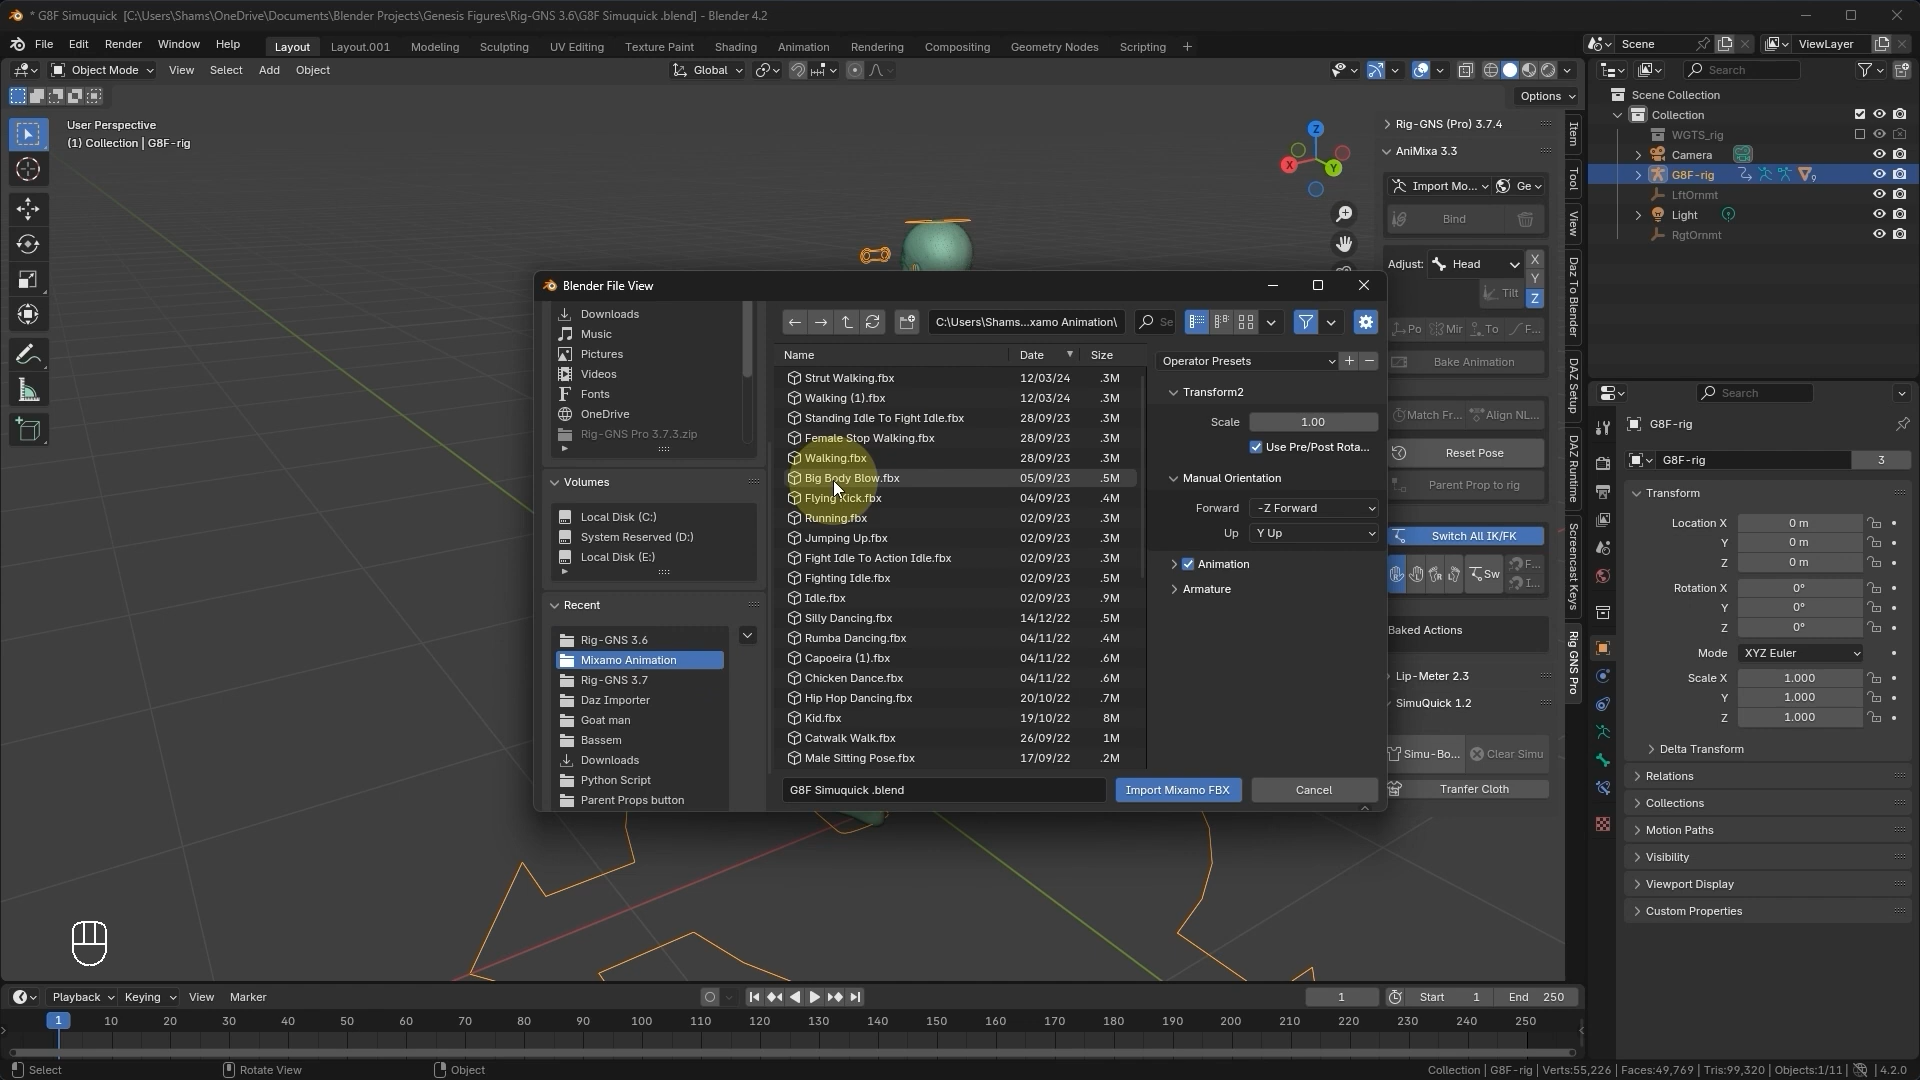 * G8F Simuquick [C:\Users\Shams\OneDrive\Documents\Blender Projects\Genesis Figures\Rig-GNS 3.6\G8F Simuquick .blend] - Blender 4.2
File Edit Render Window Help Layout Layout.001 Modeling Sculpting UV Editing Texture Paint Shading Animation Rendering Compositing Geometry Nodes Scripting + Scene ViewLayer
Object Mode View Select Add Object Global Search
Options
User Perspective
(1) Collection | G8F-rig
X Y Z
Rig-GNS (Pro) 3.7.4
AniMixa 3.3
Import Mo... Ge
Bind
Adjust: Head X
Y
Tilt Z
Po Mir To F...
Bake Animation
Match Fr... Align NL...
Reset Pose
Parent Prop to rig
Switch All IK/FK
Sw F...
I...
Baked Actions
Lip-Meter 2.3
SimuQuick 1.2
Simu-Bo... Clear Simu
Tranfer Cloth
Item
Tool
View
Daz To Blender
DAZ Setup
DAZ Runtime
Screencast Keys
Rig GNS Pro
Scene Collection
Collection
WGTS_rig
Camera
G8F-rig 9
LftOrnmt
Light
RgtOrnmt
Search
G8F-rig
G8F-rig 3
Transform
Location X 0 m
Y 0 m
Z 0 m
Rotation X 0°
Y 0°
Z 0°
Mode XYZ Euler
Scale X 1.000
Y 1.000
Z 1.000
Delta Transform
Relations
Collections
Motion Paths
Visibility
Viewport Display
Custom Properties
Blender File View
Downloads
Music
Pictures
Videos
Fonts
OneDrive
Rig-GNS Pro 3.7.3.zip
Volumes
Local Disk (C:)
System Reserved (D:)
Local Disk (E:)
Recent
Rig-GNS 3.6
Mixamo Animation
Rig-GNS 3.7
Daz Importer
Goat man
Bassem
Downloads
Python Script
Parent Props button
C:\Users\Shams...xamo Animation\ Se
Name Date Size
Strut Walking.fbx 12/03/24 .3M
Walking (1).fbx 12/03/24 .3M
Standing Idle To Fight Idle.fbx 28/09/23 .3M
Female Stop Walking.fbx 28/09/23 .3M
Walking.fbx 28/09/23 .3M
Big Body Blow.fbx 05/09/23 .5M
Flying Kick.fbx 04/09/23 .4M
Running.fbx 02/09/23 .3M
Jumping Up.fbx 02/09/23 .3M
Fight Idle To Action Idle.fbx 02/09/23 .3M
Fighting Idle.fbx 02/09/23 .5M
Idle.fbx 02/09/23 .9M
Silly Dancing.fbx 14/12/22 .5M
Rumba Dancing.fbx 04/11/22 .4M
Capoeira (1).fbx 04/11/22 .6M
Chicken Dance.fbx 04/11/22 .6M
Hip Hop Dancing.fbx 20/10/22 .7M
Kid.fbx 19/10/22 8M
Catwalk Walk.fbx 26/09/22 1M
Male Sitting Pose.fbx 17/09/22 .2M
Operator Presets + −
Transform2
Scale 1.00
Use Pre/Post Rota...
Manual Orientation
Forward -Z Forward
Up Y Up
Animation
Armature
G8F Simuquick .blend Import Mixamo FBX Cancel
Playback Keying View Marker 1 Start 1 End 250
1 10 20 30 40 50 60 70 80 90 100 110 120 130 140 150 160 170 180 190 200 210 220 230 240 250
Select Rotate View Object Collection | G8F-rig | Verts:55,226 | Faces:49,769 | Tris:99,320 | Objects:1/11 | 4.2.0